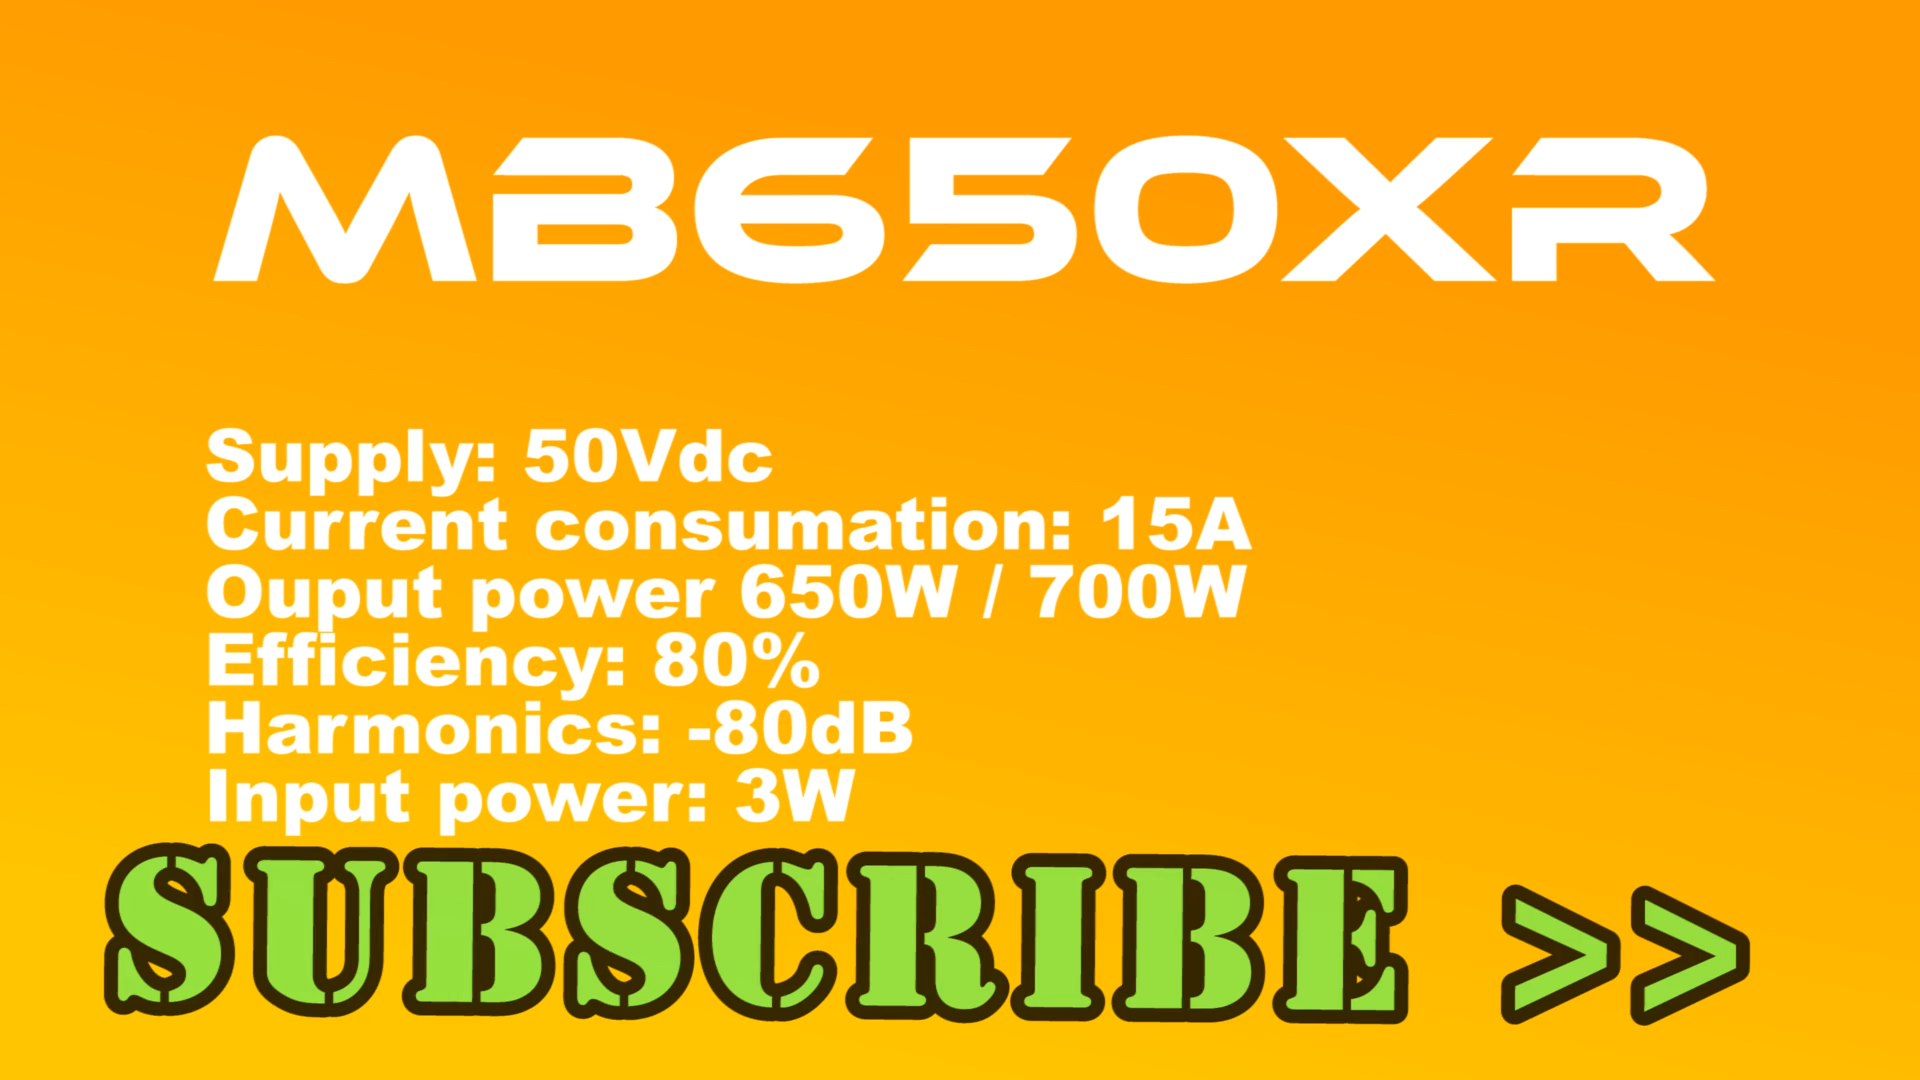 MB650XR
Supply: 50Vdc
Current consumation: 15A
Ouput power 650W / 700W
Efficiency: 80%
Harmonics: -80dB
Input power: 3W
SUBSCRIBE >>